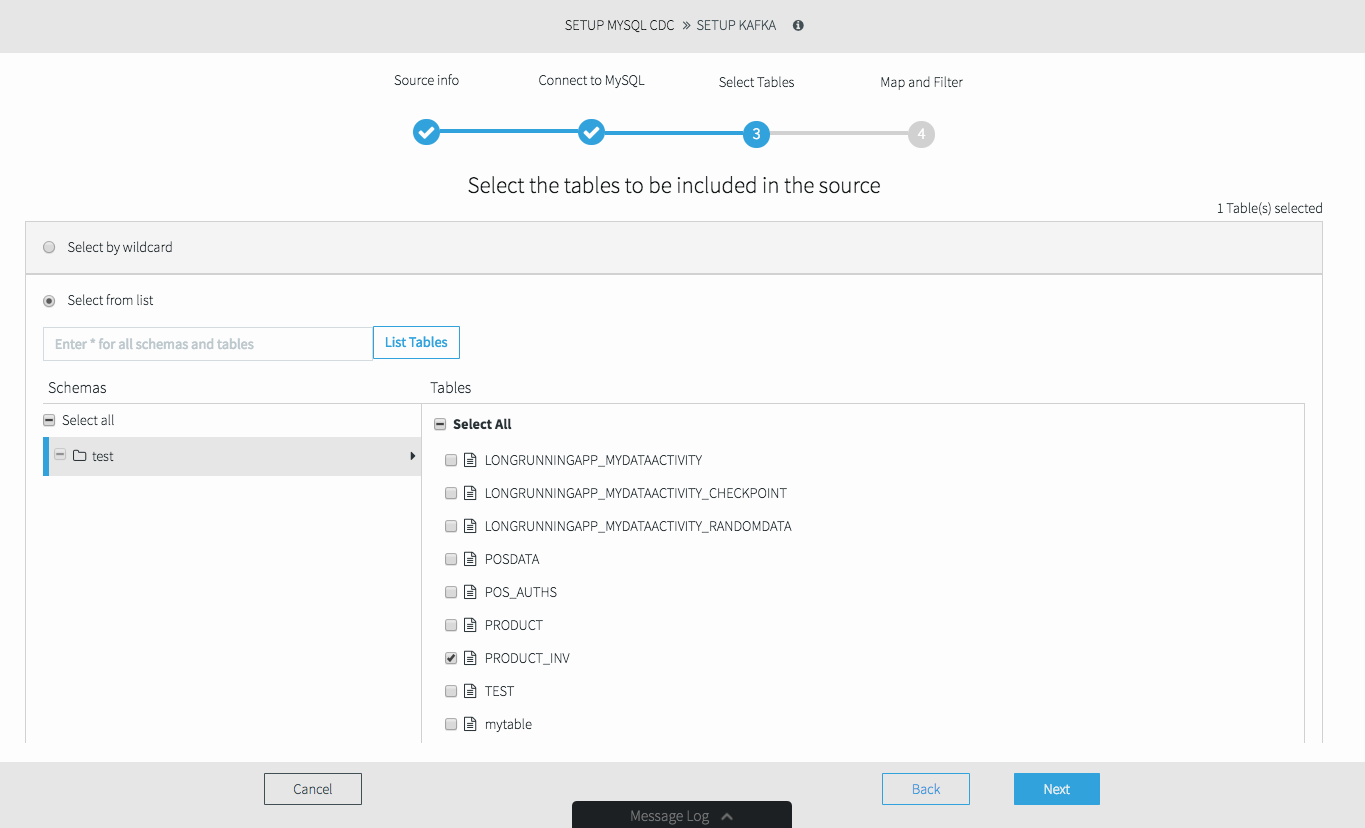 SETUP MYSQL CDC » SETUP KAFKA
Source info Connect to MySQL Select Tables Map and Filter
3 4
Select the tables to be included in the source
1 Table(s) selected
Select by wildcard
Select from list
Enter * for all schemas and tables List Tables
Schemas Tables
Select all
test
Select All
LONGRUNNINGAPP_MYDATAACTIVITY
LONGRUNNINGAPP_MYDATAACTIVITY_CHECKPOINT
LONGRUNNINGAPP_MYDATAACTIVITY_RANDOMDATA
POSDATA
POS_AUTHS
PRODUCT
PRODUCT_INV
TEST
mytable
Cancel Back Next
Message Log